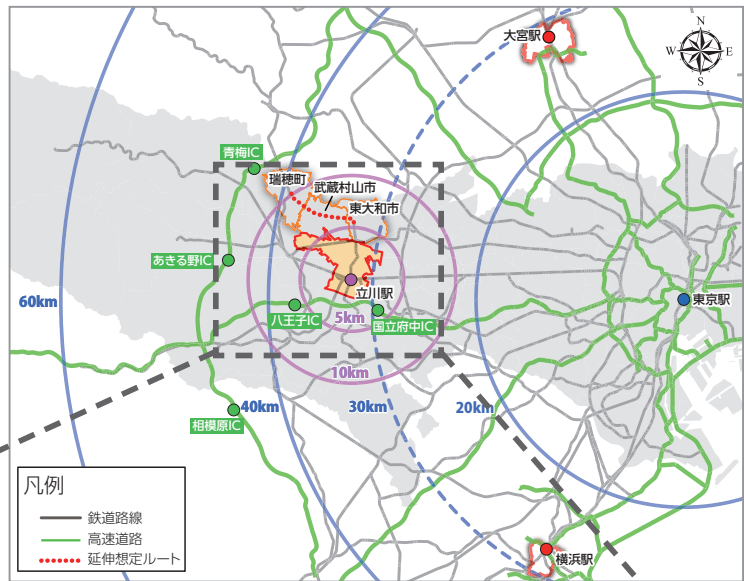 大宮駅
N
W
E
S
青梅IC
瑞穂町
武蔵村山市
東大和市
あきる野IC
60km
立川駅
東京駅
八王子IC
5km
国立府中IC
10km
40km
30km
20km
相模原IC
凡例
鉄道路線
高速道路
延伸想定ルート
横浜駅